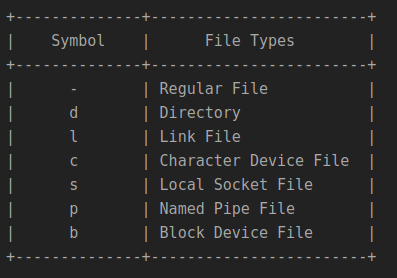 +--------------+------------------------+
|    Symbol    |       File Types       |
+--------------+------------------------+
|       -      | Regular File           |
|       d      | Directory              |
|       l      | Link File              |
|       c      | Character Device File  |
|       s      | Local Socket File      |
|       p      | Named Pipe File        |
|       b      | Block Device File      |
+--------------+------------------------+